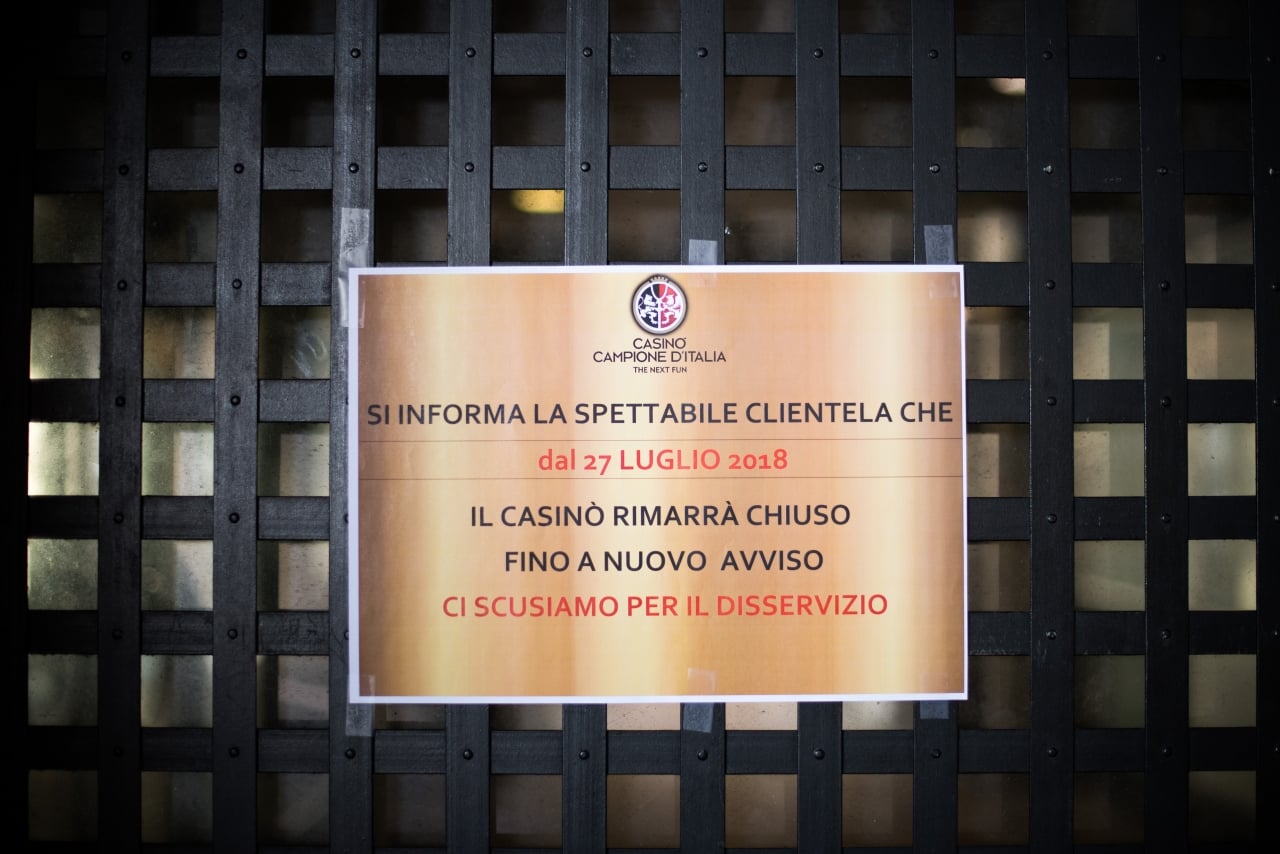 CASINÒ
CAMPIONE D'ITALIA
THE NEXT FUN
SI INFORMA LA SPETTABILE CLIENTELA CHE
dal 27 LUGLIO 2018
IL CASINÒ RIMARRÀ CHIUSO
FINO A NUOVO AVVISO
CI SCUSIAMO PER IL DISSERVIZIO